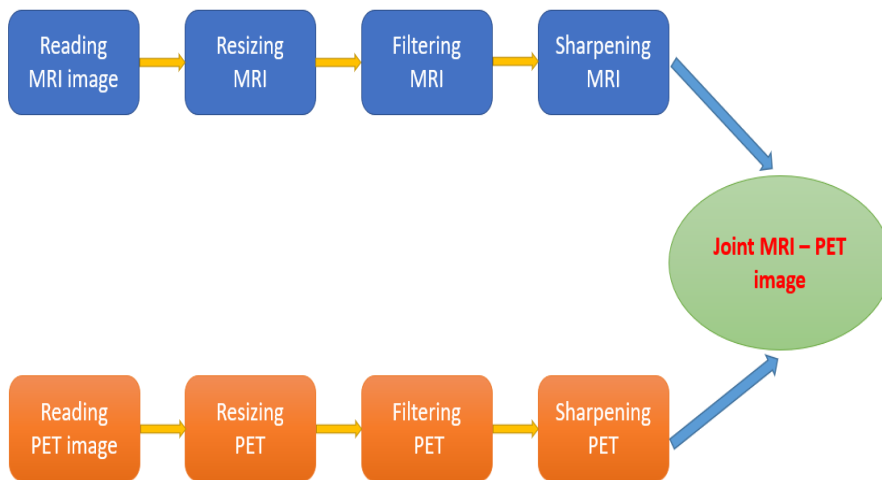 Reading
MRI image
Resizing
MRI
Filtering
MRI
Sharpening
MRI
Joint MRI – PET
image
Reading
PET image
Resizing
PET
Filtering
PET
Sharpening
PET